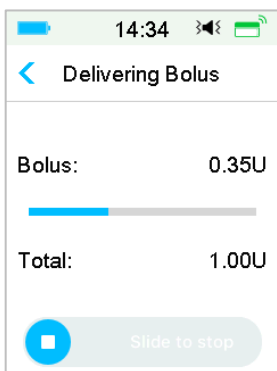 14:34
Delivering Bolus
Bolus: 0.35U
Total: 1.00U
Slide to stop